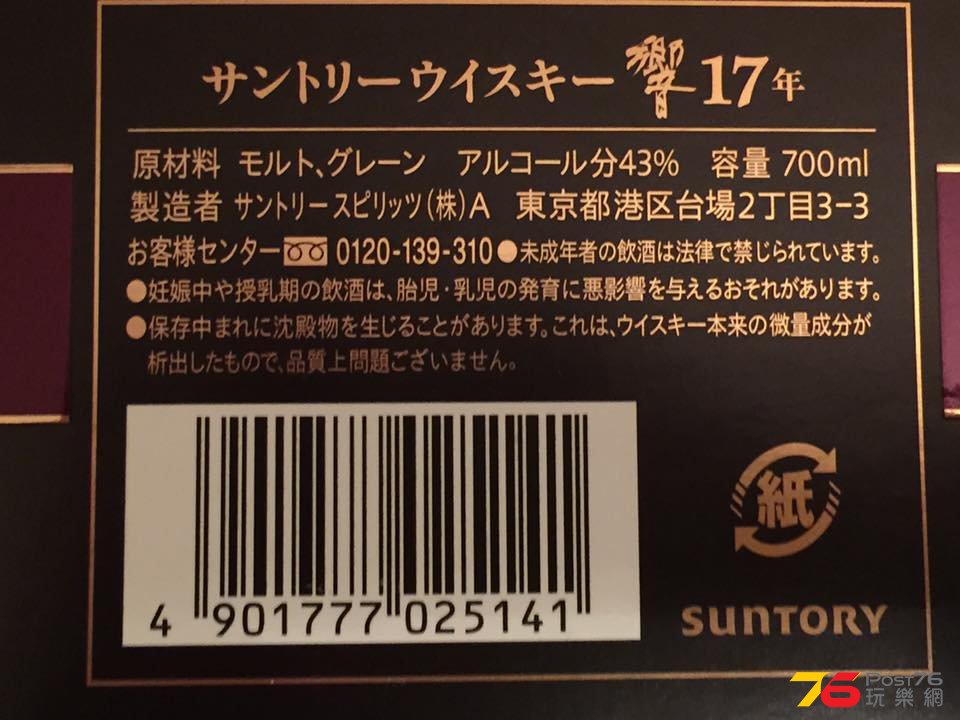 サントリーウイスキー 響 17年
原材料 モルト、グレーン アルコール分43% 容量 700ml
製造者 サントリースピリッツ(株)A 東京都港区台場2丁目3-3
お客様センター 0120-139-310 ●未成年者の飲酒は法律で禁じられています。
●妊娠中や授乳期の飲酒は、胎児・乳児の発育に悪影響を与えるおそれがあります。
●保存中まれに沈殿物を生じることがあります。これは、ウイスキー本来の微量成分が
析出したもので、品質上問題ございません。
紙
4 901777 025141
SUNTORY
76 Post76
玩樂網